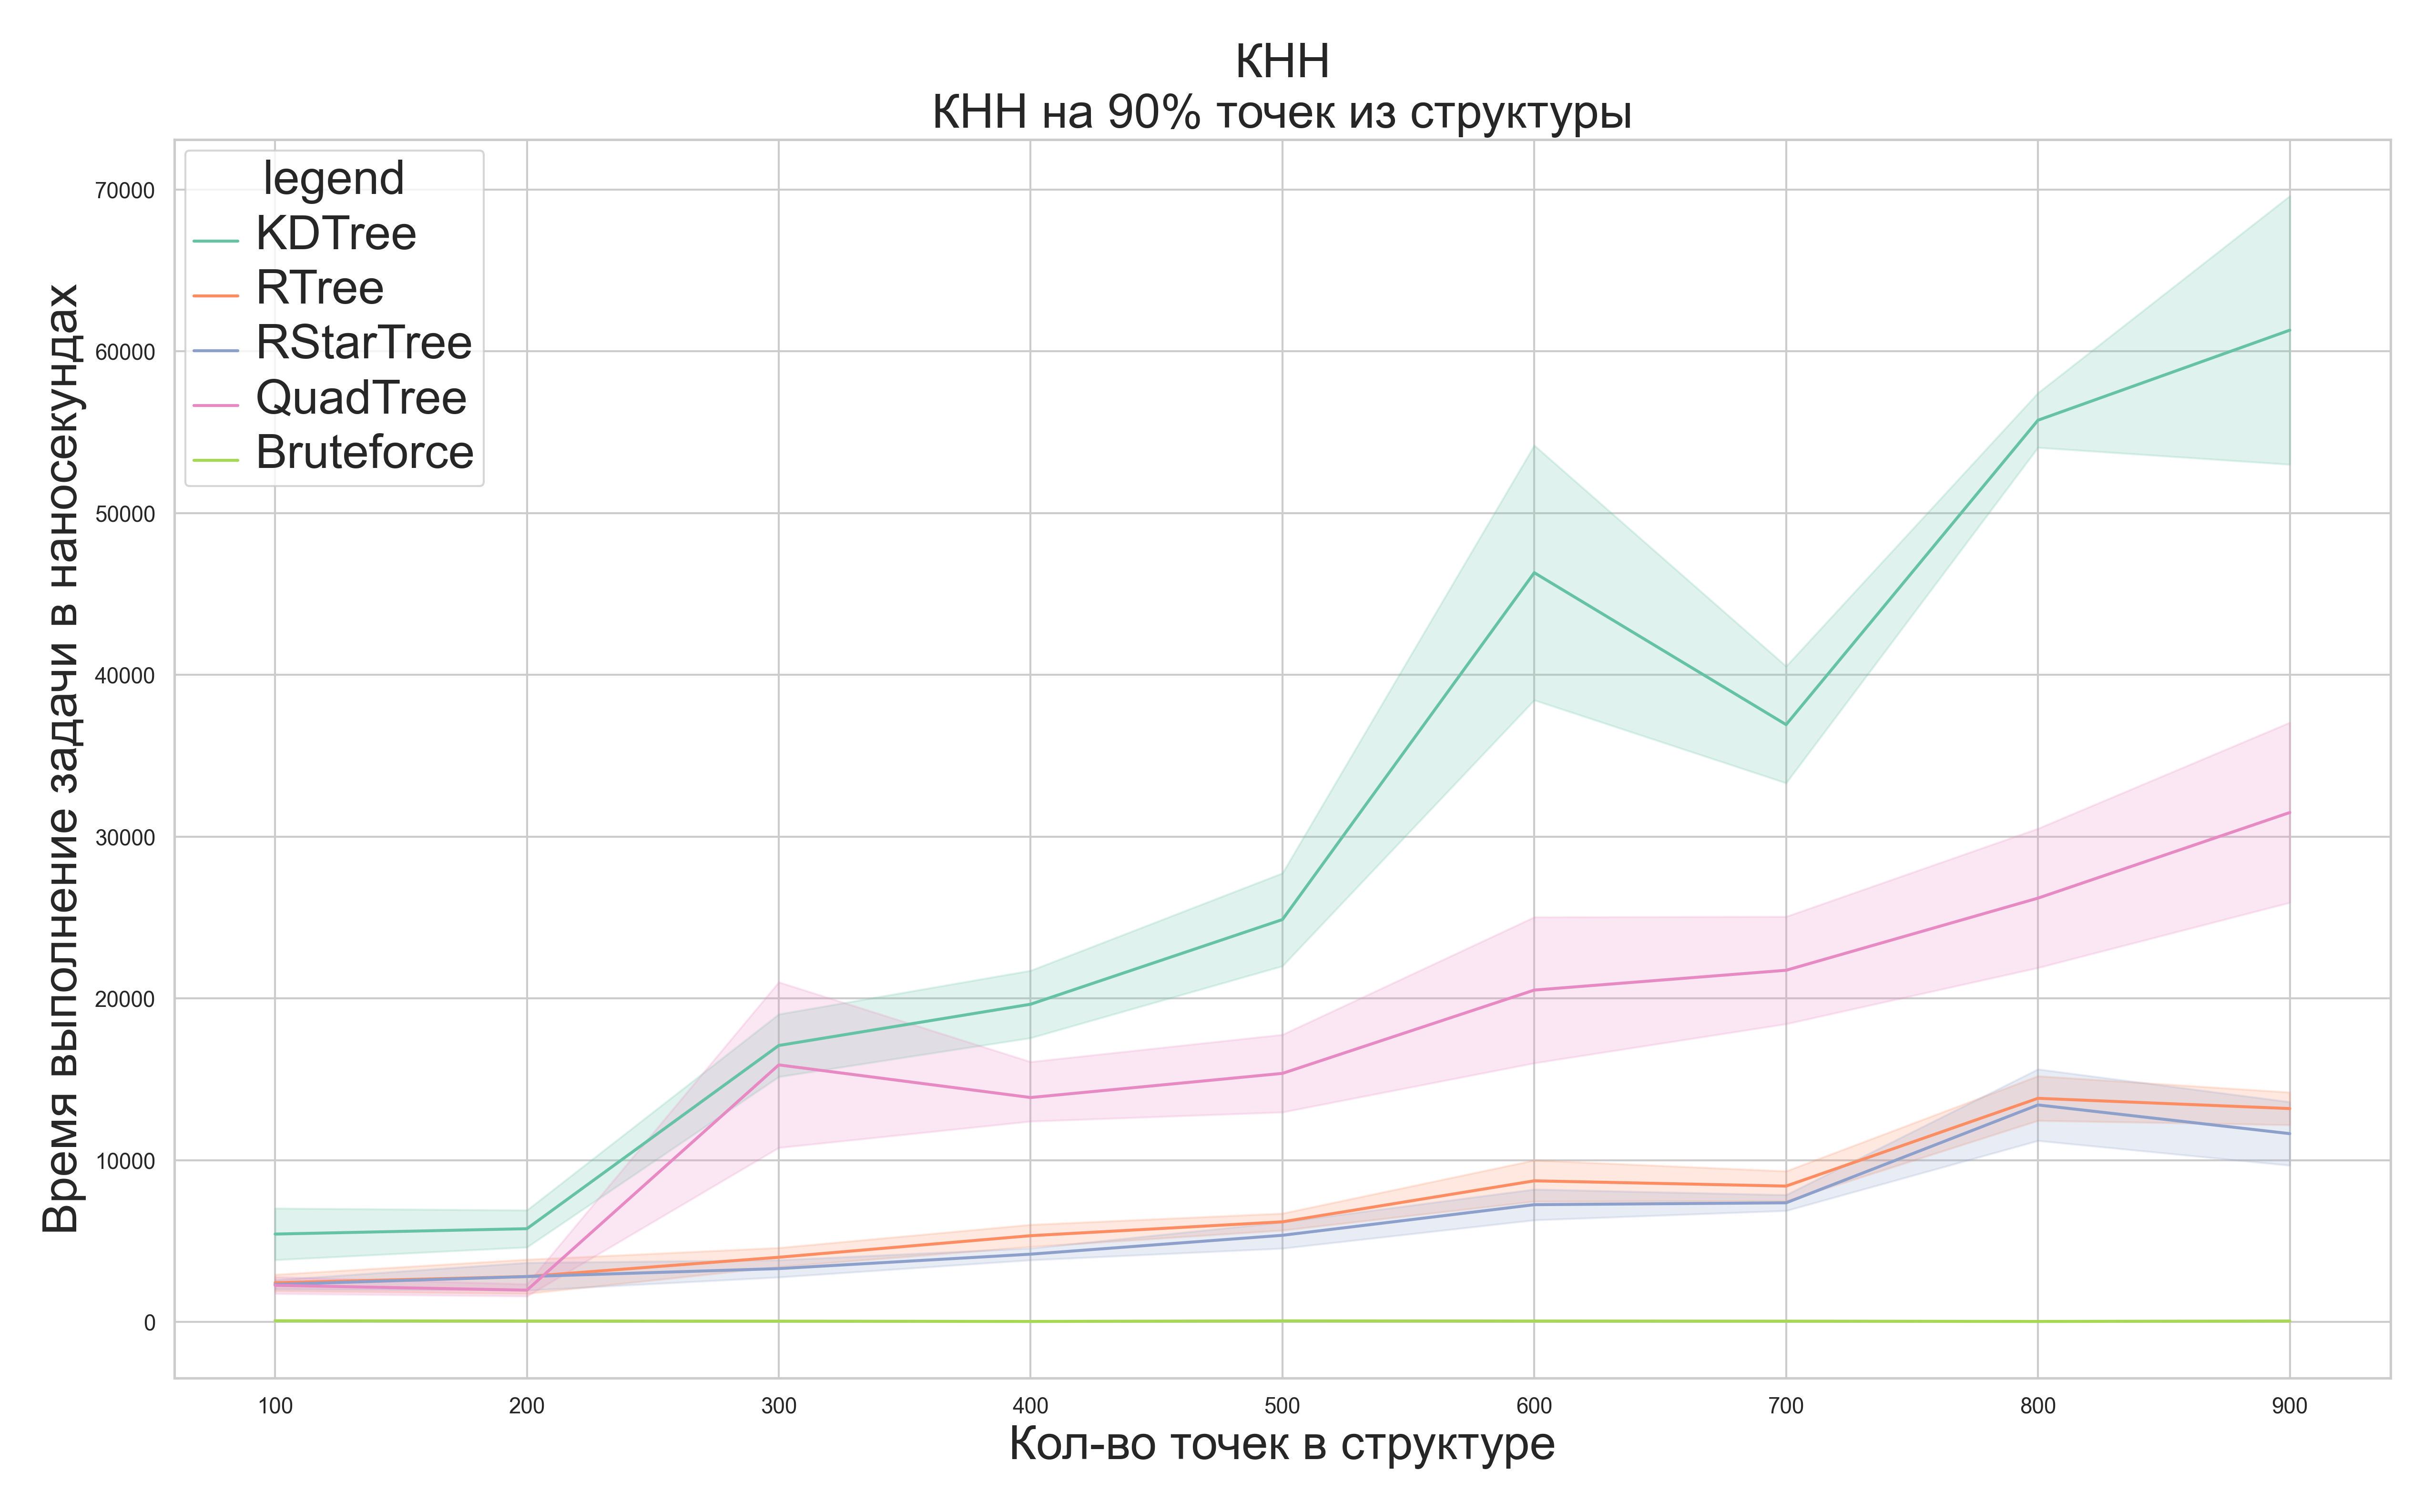 КНН
КНН на 90% точек из структуры
legend
KDTree
RTree
RStarTree
QuadTree
Bruteforce
Время выполнение задачи в наносекундах
70000
60000
50000
40000
30000
20000
10000
0
100 200 300 400 500 600 700 800 900
Кол-во точек в структуре